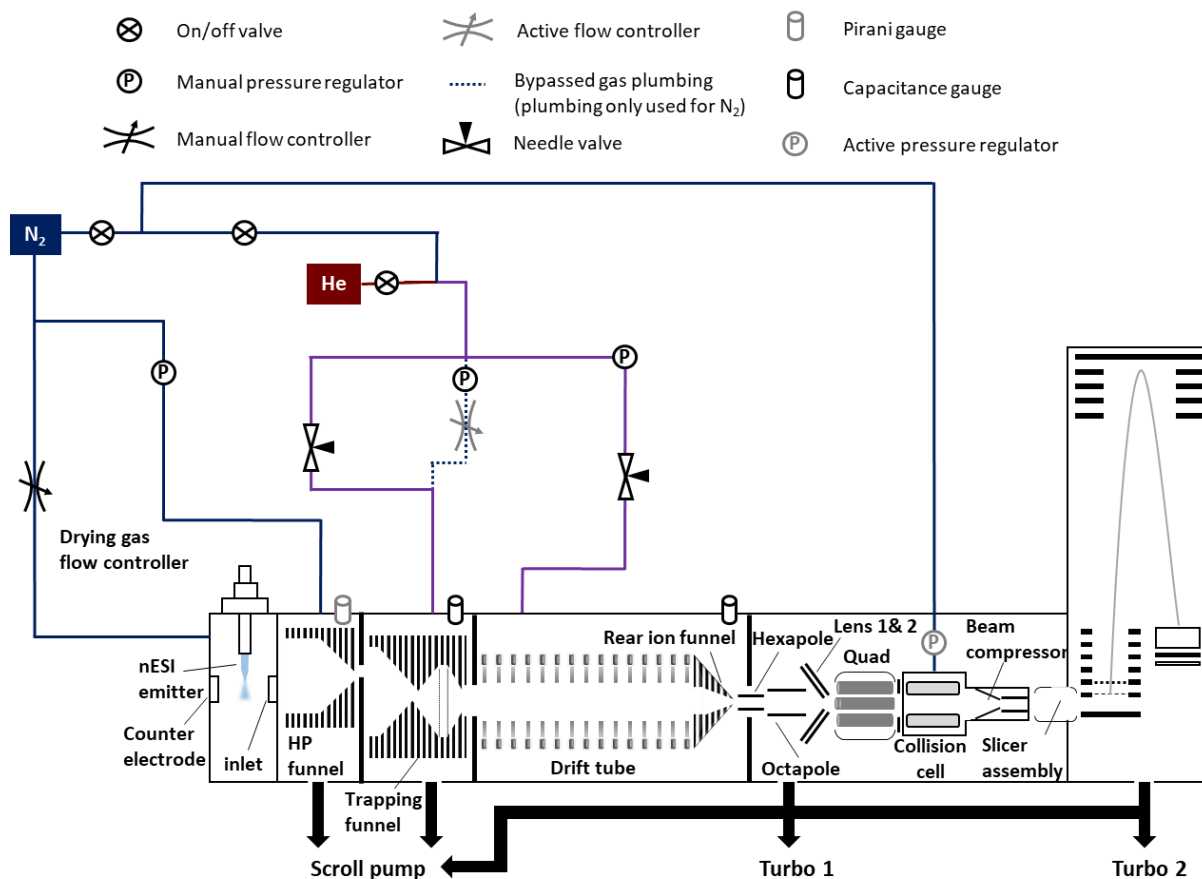 On/off valve
Active flow controller
Pirani gauge
P
Manual pressure regulator
Bypassed gas plumbing
(plumbing only used for N₂)
Capacitance gauge
Manual flow controller
Needle valve
P
Active pressure regulator
N₂
He
P
P
P
Drying gas
flow controller
nESI
emitter
Counter
electrode
inlet
HP
funnel
Trapping
funnel
Drift tube
Rear ion funnel
Hexapole
Octapole
Lens 1& 2
Quad
P
Beam
compressor
Collision
cell
Slicer
assembly
Scroll pump
Turbo 1
Turbo 2